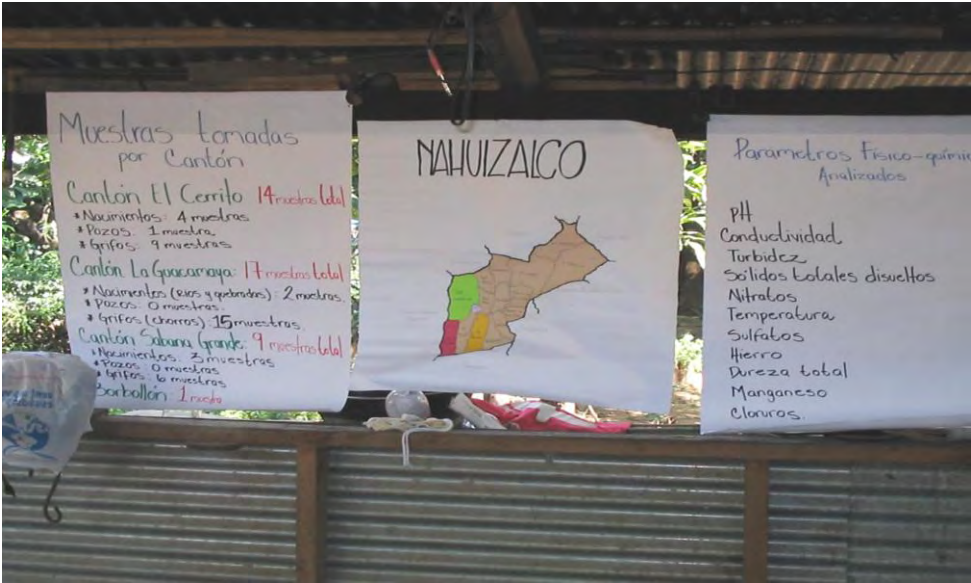 Muestras tomadas
por Cantón
Cantón El Cerrito 14 muestras total
* Nacimientos: 4 muestras
* Pozos: 1 muestra
* Grifos: 9 muestras
Cantón La Guacamaya: 17 muestras total
* Nacimientos (Rios y quebradas): 2 muestras.
* Pozos: 0 muestras.
* Grifos (chorros): 15 muestras.
Cantón Sabana Grande: 9 muestras total
* Nacimientos: 3 muestras
* Pozos: 0 muestras
* Grifos: 6 muestras
Borbollón: 1
NAHUIZALCO
Parametros Físico-químic
Analizados
pH
Conductividad
Turbidez
Sólidos totales disueltos
Nitratos
Temperatura
Sulfatos
Hierro
Dureza total
Manganeso
Cloruros.